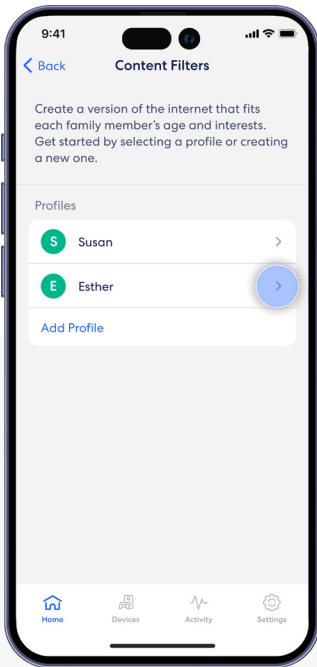 9:41
Back
Content Filters
Create a version of the internet that fits
each family member's age and interests.
Get started by selecting a profile or creating
a new one.
Profiles
S Susan
E Esther
Add Profile
Home Devices Activity Settings